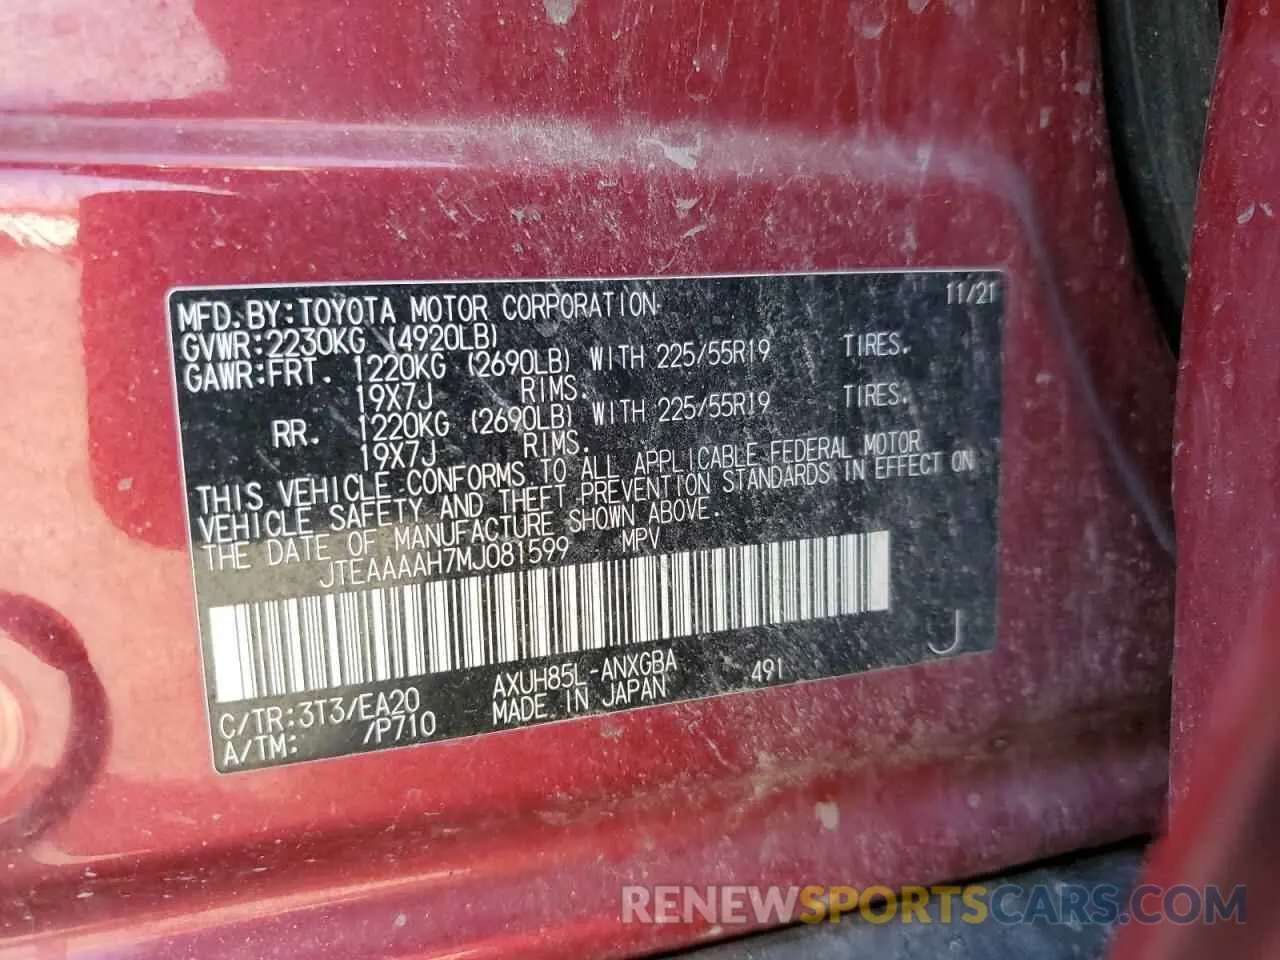 MFD. BY: TOYOTA MOTOR CORPORATION 11/21
GVWR: 2230KG (4920LB)
GAWR: FRT. 1220KG (2690LB) WITH 225/55R19 TIRES.
19X7J RIMS.
RR. 1220KG (2690LB) WITH 225/55R19 TIRES.
19X7J RIMS.
THIS VEHICLE CONFORMS TO ALL APPLICABLE FEDERAL MOTOR
VEHICLE SAFETY AND THEFT PREVENTION STANDARDS IN EFFECT ON
THE DATE OF MANUFACTURE SHOWN ABOVE.
JTEAAAAH7MJ081599 MPV
J
C/TR: 3T3/EA20 AXUH85L-ANXGBA 491
A/TM: /P710 MADE IN JAPAN
RENEWSPORTSCARS.COM